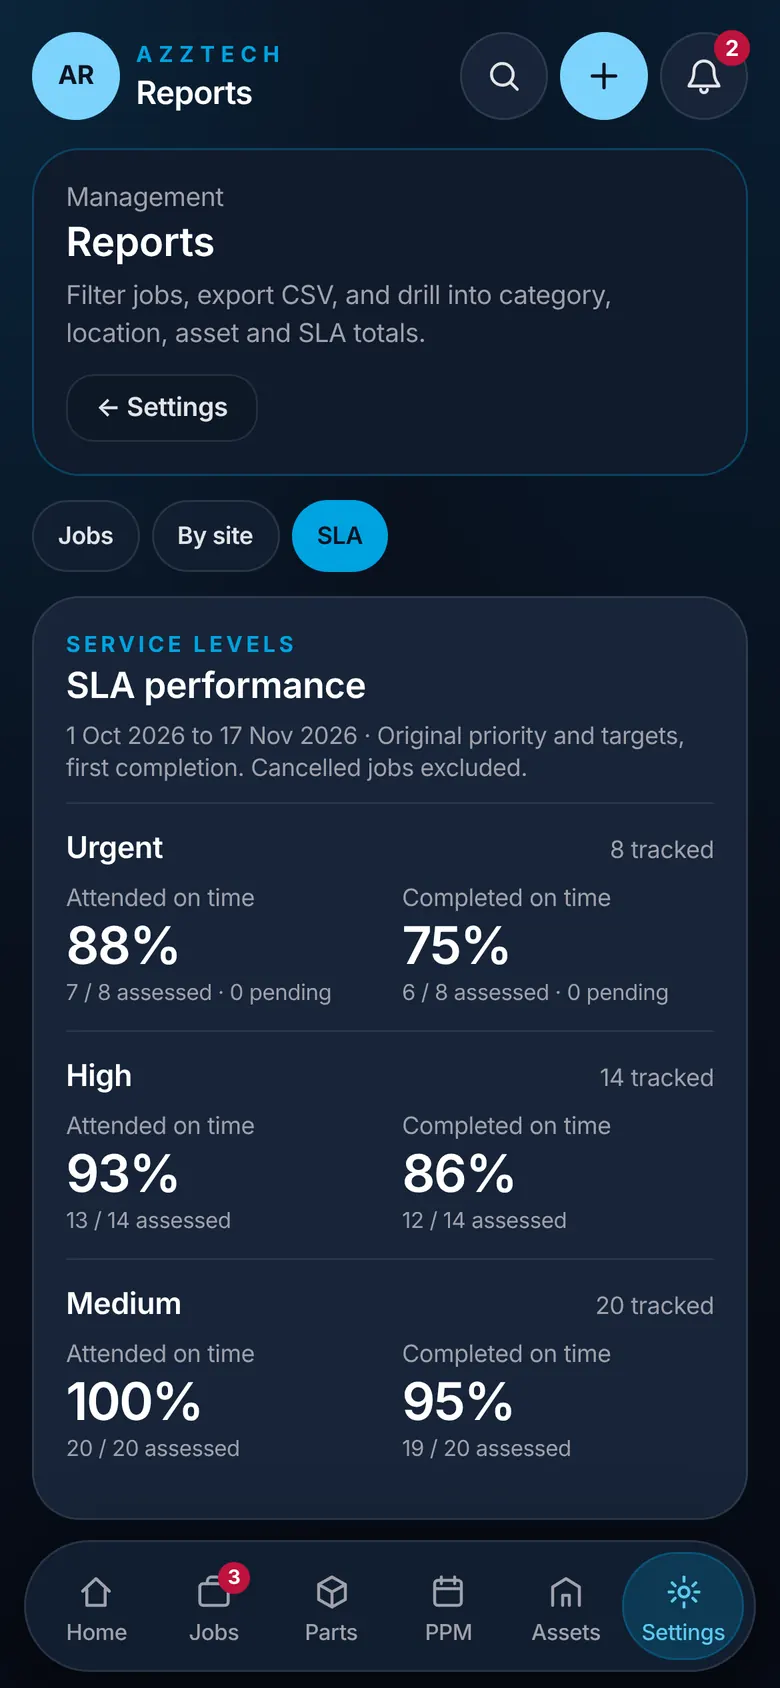 AR
AZZTECH
Reports
2
Management
Reports
Filter jobs, export CSV, and drill into category,
location, asset and SLA totals.
← Settings
Jobs
By site
SLA
SERVICE LEVELS
SLA performance
1 Oct 2026 to 17 Nov 2026 · Original priority and targets,
first completion. Cancelled jobs excluded.
Urgent
8 tracked
Attended on time
Completed on time
88%
75%
7 / 8 assessed · 0 pending
6 / 8 assessed · 0 pending
High
14 tracked
Attended on time
Completed on time
93%
86%
13 / 14 assessed
12 / 14 assessed
Medium
20 tracked
Attended on time
Completed on time
100%
95%
20 / 20 assessed
19 / 20 assessed
3
Home
Jobs
Parts
PPM
Assets
Settings